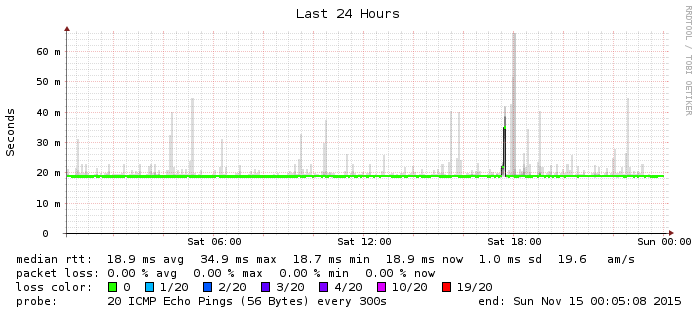 Last 24 Hours
RRDTOOL / TOBI OETIKER
Seconds
60 m
50 m
40 m
30 m
20 m
10 m
0
Sat 06:00 Sat 12:00 Sat 18:00 Sun 00:00
median rtt: 18.9 ms avg 34.9 ms max 18.7 ms min 18.9 ms now 1.0 ms sd 19.6 am/s
packet loss: 0.00 % avg 0.00 % max 0.00 % min 0.00 % now
loss color: 0 1/20 2/20 3/20 4/20 10/20 19/20
probe: 20 ICMP Echo Pings (56 Bytes) every 300s end: Sun Nov 15 00:05:08 2015